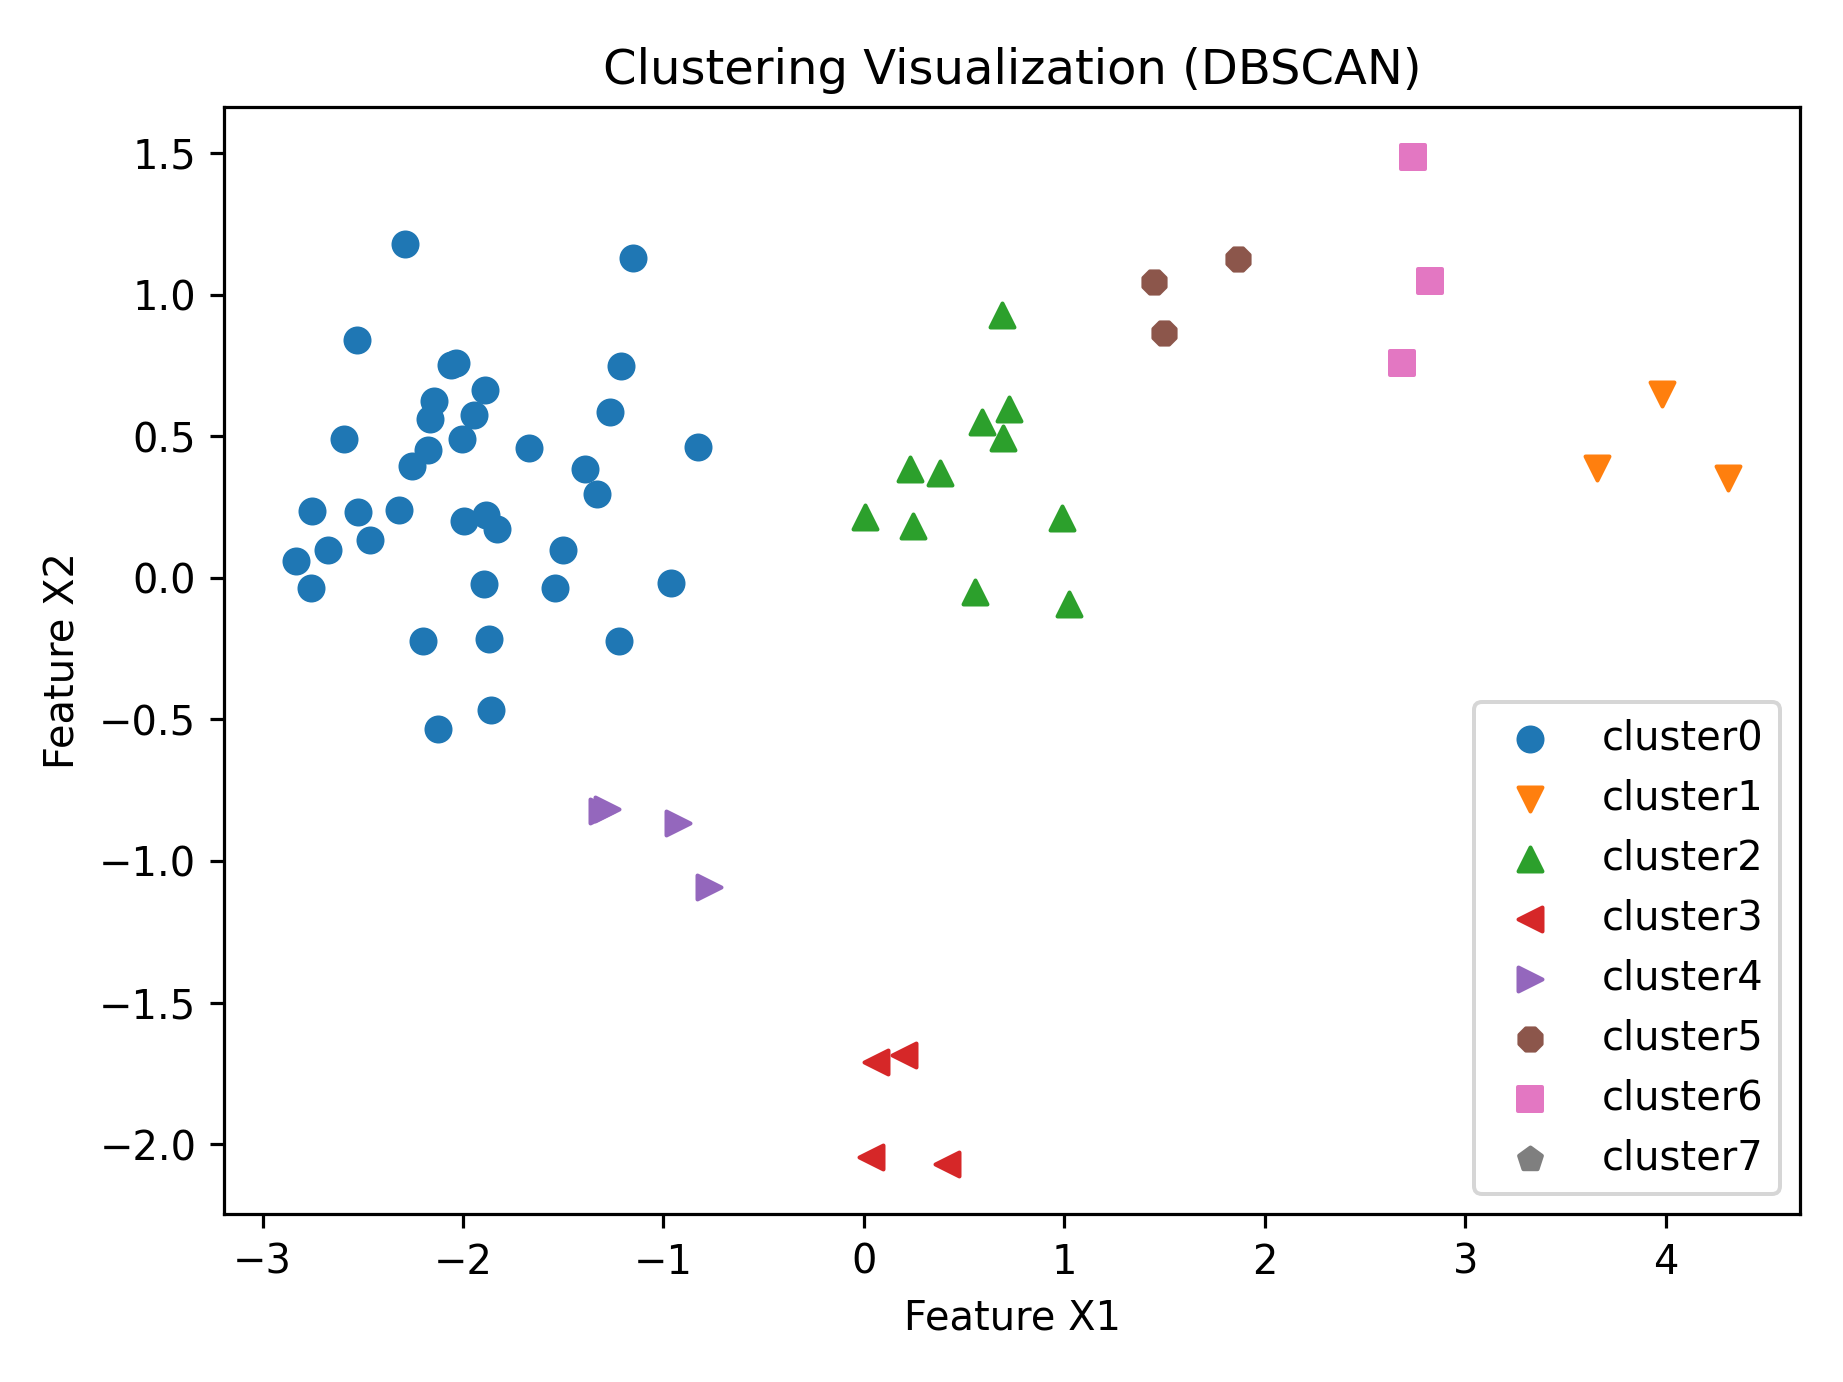 Clustering Visualization (DBSCAN)
1.5
1.0
0.5
0.0
−0.5
−1.0
−1.5
−2.0
Feature X2
−3 −2 −1 0 1 2 3 4
Feature X1
cluster0
cluster1
cluster2
cluster3
cluster4
cluster5
cluster6
cluster7